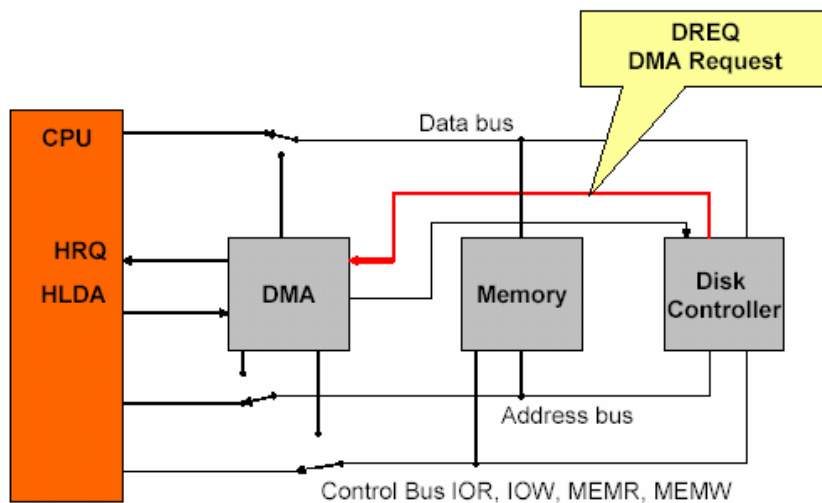 DREQ
DMA Request
CPU
Data bus
HRQ
HLDA
DMA
Memory
Disk
Controller
Address bus
Control Bus IOR, IOW, MEMR, MEMW